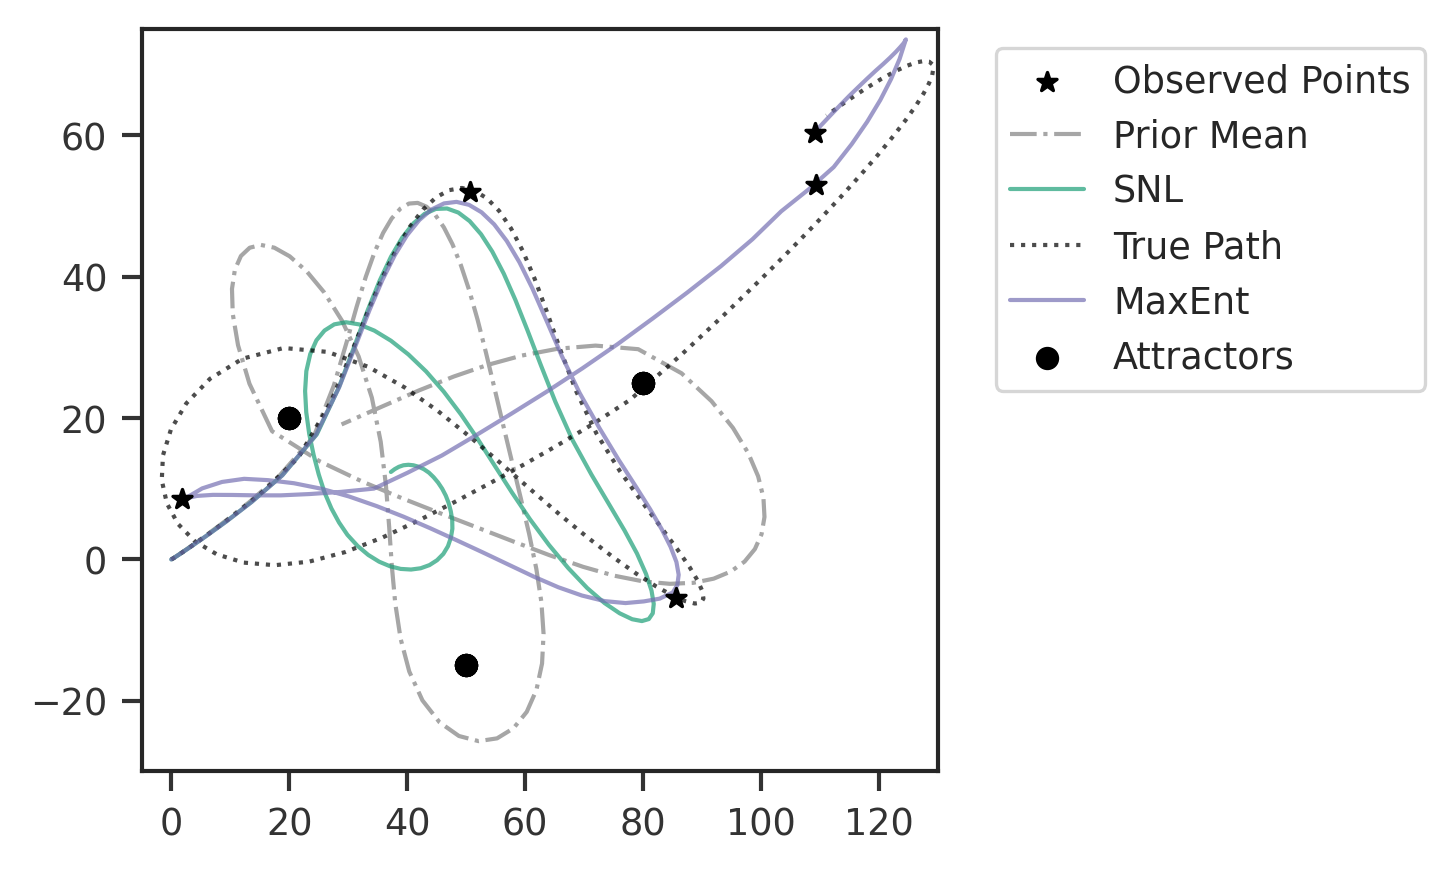 60
40
20
0
−20
0 20 40 60 80 100 120
Observed Points
Prior Mean
SNL
True Path
MaxEnt
Attractors